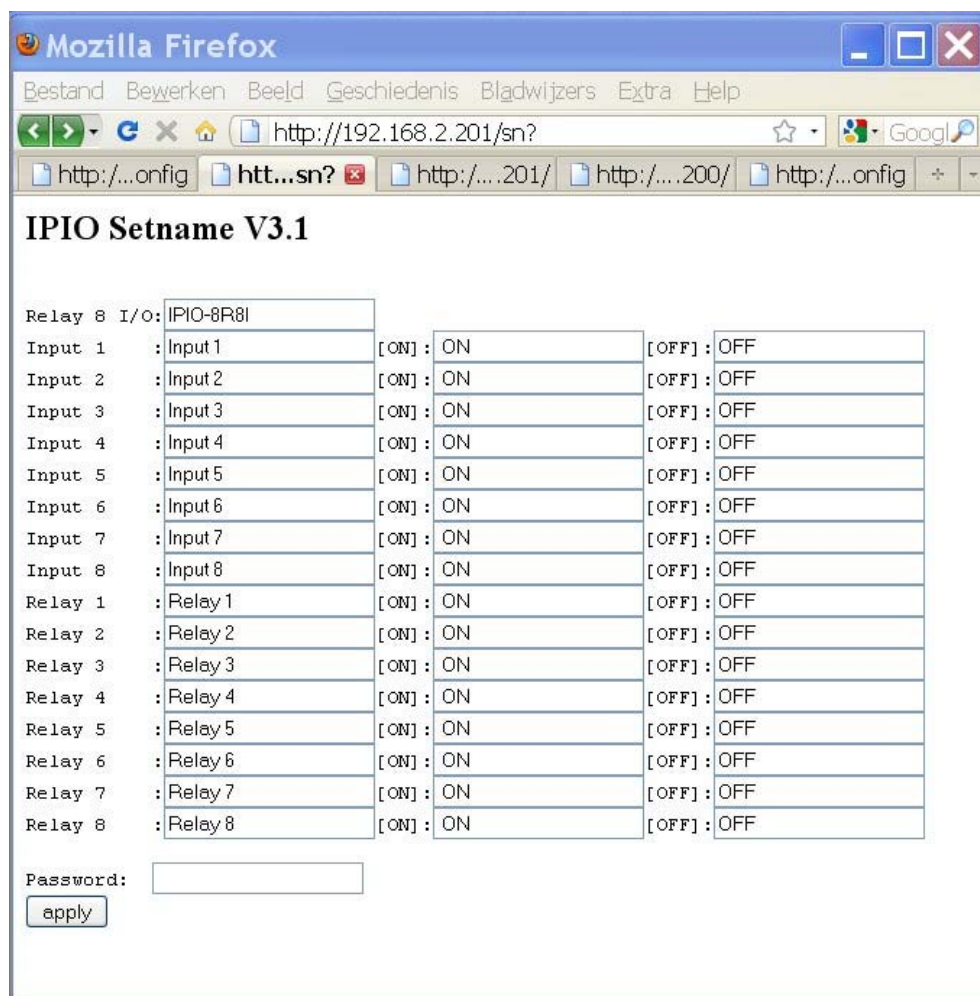 Mozilla Firefox
Bestand Bewerken Beeld Geschiedenis Bladwijzers Extra Help
http://192.168.2.201/sn? Googl
http:/...onfig htt...sn? http:/....201/ http:/....200/ http:/...onfig
IPIO Setname V3.1
Relay 8 I/O: IPIO-8R8I
Input 1 : Input 1 [ON]: ON [OFF]: OFF
Input 2 : Input 2 [ON]: ON [OFF]: OFF
Input 3 : Input 3 [ON]: ON [OFF]: OFF
Input 4 : Input 4 [ON]: ON [OFF]: OFF
Input 5 : Input 5 [ON]: ON [OFF]: OFF
Input 6 : Input 6 [ON]: ON [OFF]: OFF
Input 7 : Input 7 [ON]: ON [OFF]: OFF
Input 8 : Input 8 [ON]: ON [OFF]: OFF
Relay 1 : Relay 1 [ON]: ON [OFF]: OFF
Relay 2 : Relay 2 [ON]: ON [OFF]: OFF
Relay 3 : Relay 3 [ON]: ON [OFF]: OFF
Relay 4 : Relay 4 [ON]: ON [OFF]: OFF
Relay 5 : Relay 5 [ON]: ON [OFF]: OFF
Relay 6 : Relay 6 [ON]: ON [OFF]: OFF
Relay 7 : Relay 7 [ON]: ON [OFF]: OFF
Relay 8 : Relay 8 [ON]: ON [OFF]: OFF
Password:
apply